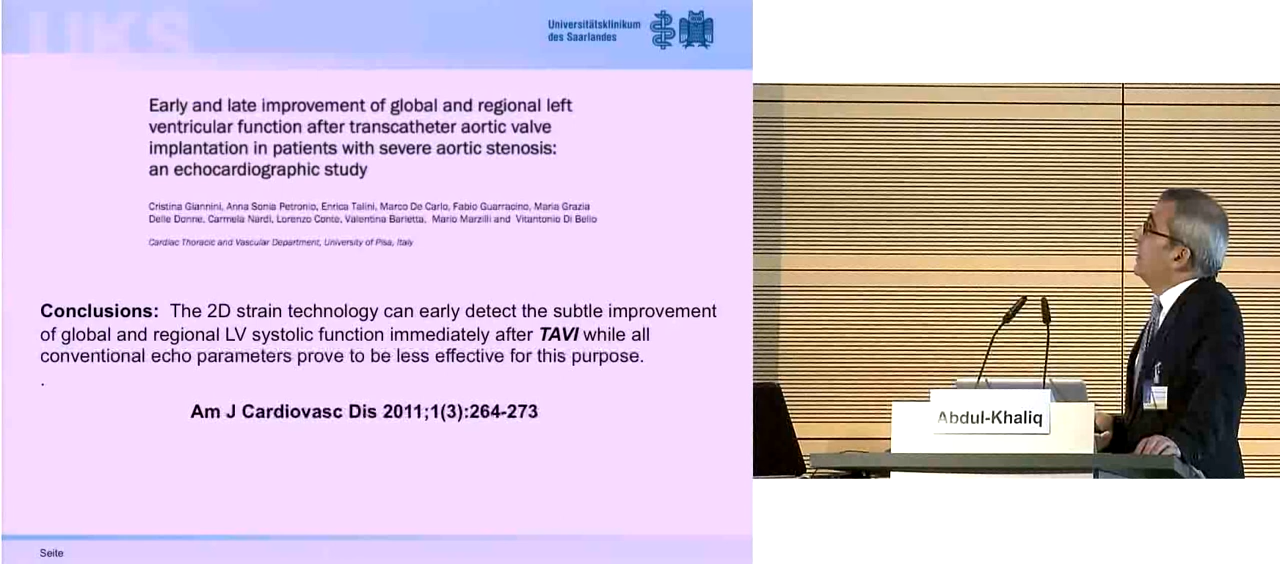 UKS
Universitätsklinikum
des Saarlandes
Early and late improvement of global and regional left
ventricular function after transcatheter aortic valve
implantation in patients with severe aortic stenosis:
an echocardiographic study
Cristina Giannini, Anna Sonia Petronio, Enrica Talini, Marco De Carlo, Fabio Guarracino, Maria Grazia
Delle Donne, Carmela Nardi, Lorenzo Conte, Valentina Barletta, Mario Marzilli and Vitantonio Di Bello
Cardiac Thoracic and Vascular Department, University of Pisa, Italy
Conclusions: The 2D strain technology can early detect the subtle improvement
of global and regional LV systolic function immediately after TAVI while all
conventional echo parameters prove to be less effective for this purpose.
.
Am J Cardiovasc Dis 2011;1(3):264-273
Seite
Abdul-Khaliq